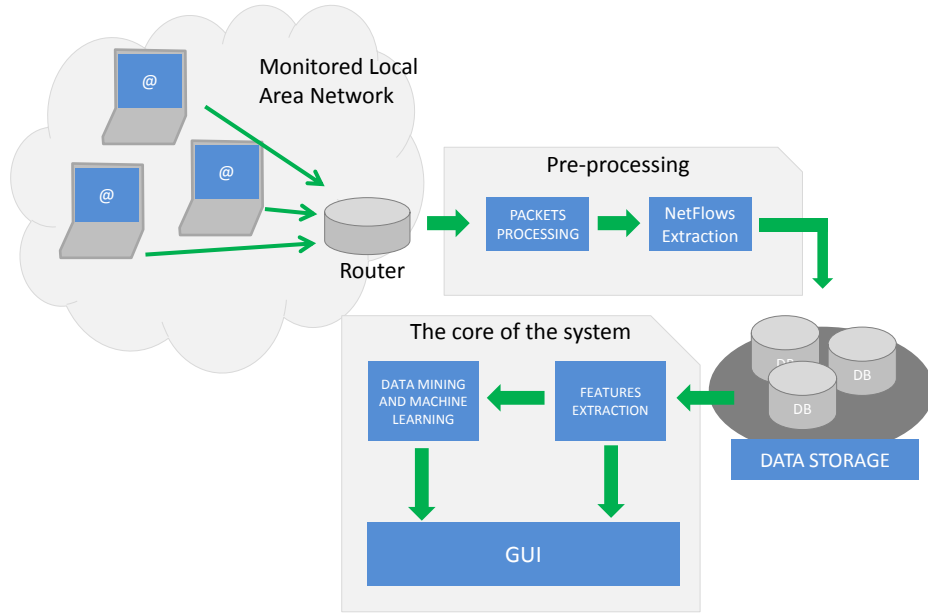 Monitored Local
Area Network
@
@
@
Router
Pre-processing
PACKETS
PROCESSING
NetFlows
Extraction
The core of the system
DATA MINING
AND MACHINE
LEARNING
FEATURES
EXTRACTION
DB
DB
DB
DATA STORAGE
GUI